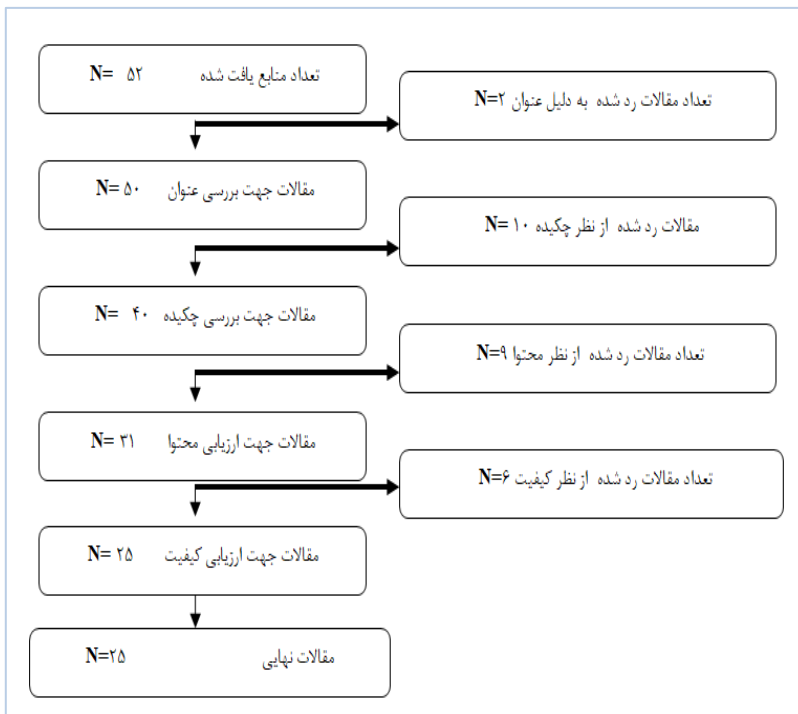 تعداد منابع یافت شده N= ۵۲
تعداد مقالات رد شده به دلیل عنوان N=۲
مقالات جهت بررسی عنوان N= ۵۰
مقالات رد شده از نظر چکیده N= ۱۰
مقالات جهت بررسی چکیده N= ۴۰
تعداد مقالات رد شده از نظر محتوا N=۹
مقالات جهت ارزیابی محتوا N= ۳۱
تعداد مقالات رد شده از نظر کیفیت N=۶
مقالات جهت ارزیابی کیفیت N= ۲۵
مقالات نهایی N=۲۵